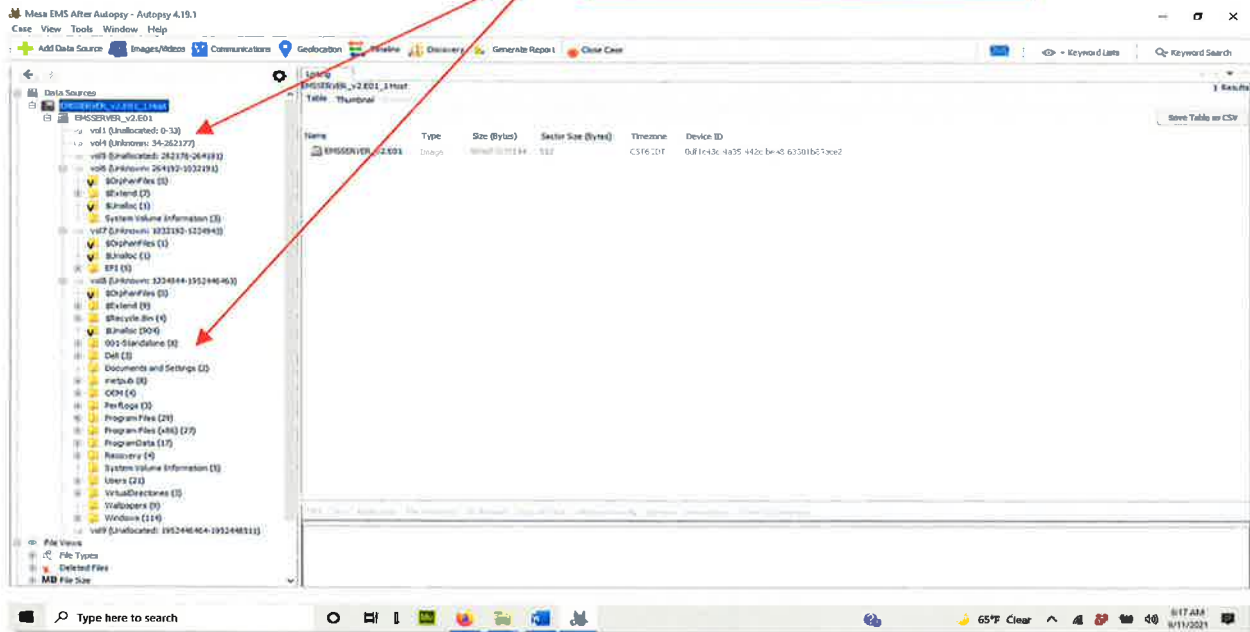 Mesa EMS After Autopsy - Autopsy 4.19.1
Case View Tools Window Help
Add Data Source Images/Videos Communications Geolocation Timeline Discovery Generate Report Close Case Keyword Lists Keyword Search
Listing
EMSSERVER_v2.E01_1 Host
1 Results
Table Thumbnail
Save Table as CSV
Name Type Size (Bytes) Sector Size (Bytes) Timezone Device ID
EMSSERVER_v2.E01 Image 512 CST6CDT
Data Sources
EMSSERVER_v2.E01_1 Host
EMSSERVER_v2.E01
vol1 (Unallocated: 0-33)
vol4 (Unknown: 34-262177)
vol5 (Unallocated: 262178-264191)
vol6 (Unknown: 264192-1032191)
$OrphanFiles (5)
$Extend (7)
$Unalloc (1)
System Volume Information (3)
vol7 (Unknown: 1032192-1234943)
$OrphanFiles (1)
$Unalloc (1)
EFI (5)
vol8 (Unknown: 1234944-1952446463)
$OrphanFiles (5)
$Extend (9)
$Recycle.Bin (4)
$Unalloc (904)
001-Standalone (8)
Dell (3)
Documents and Settings (2)
inetpub (8)
OEM (4)
PerfLogs (3)
Program Files (29)
Program Files (x86) (27)
ProgramData (17)
Recovery (4)
System Volume Information (5)
Users (21)
VirtualDirectories (3)
Wallpapers (9)
Windows (114)
vol9 (Unallocated: 1952446464-1952448511)
File Views
File Types
Deleted Files
MB File Size
Type here to search
65°F Clear
6:17 AM
9/11/2021